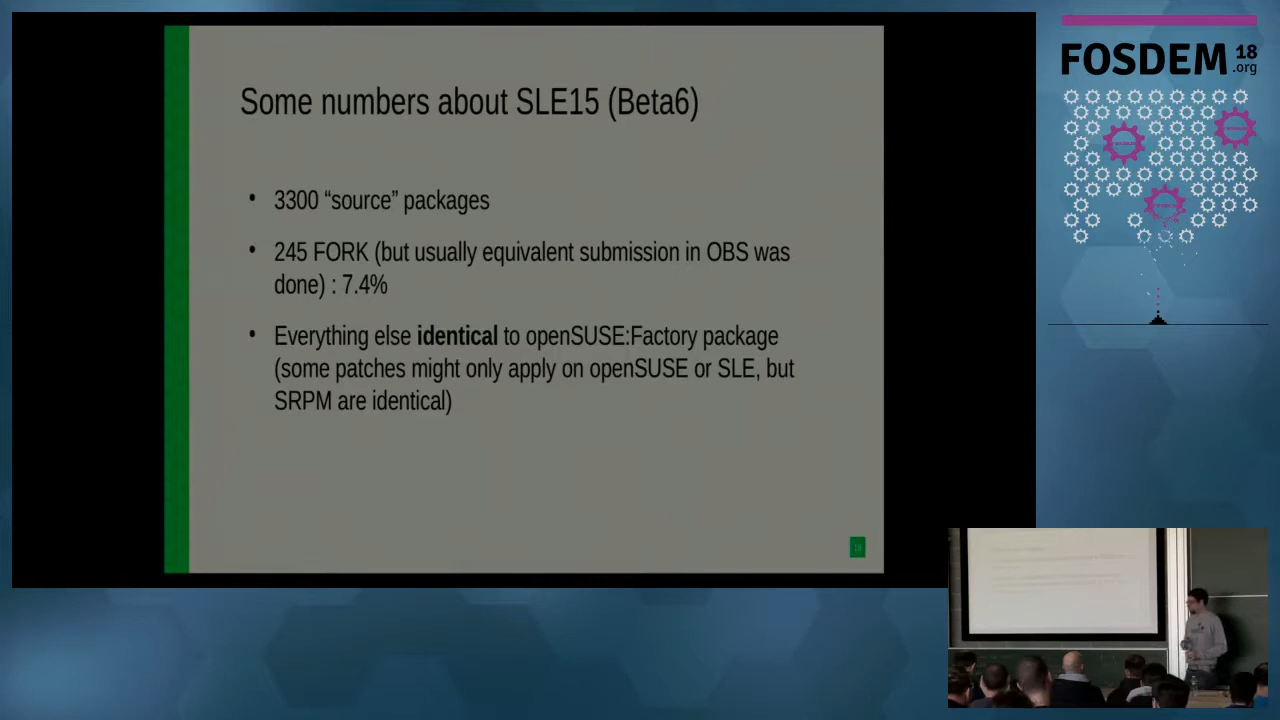 Some numbers about SLE15 (Beta6)
• 3300 “source” packages
• 245 FORK (but usually equivalent submission in OBS was
done) : 7.4%
• Everything else identical to openSUSE:Factory package
(some patches might only apply on openSUSE or SLE, but
SRPM are identical)
FOSDEM 18
.org